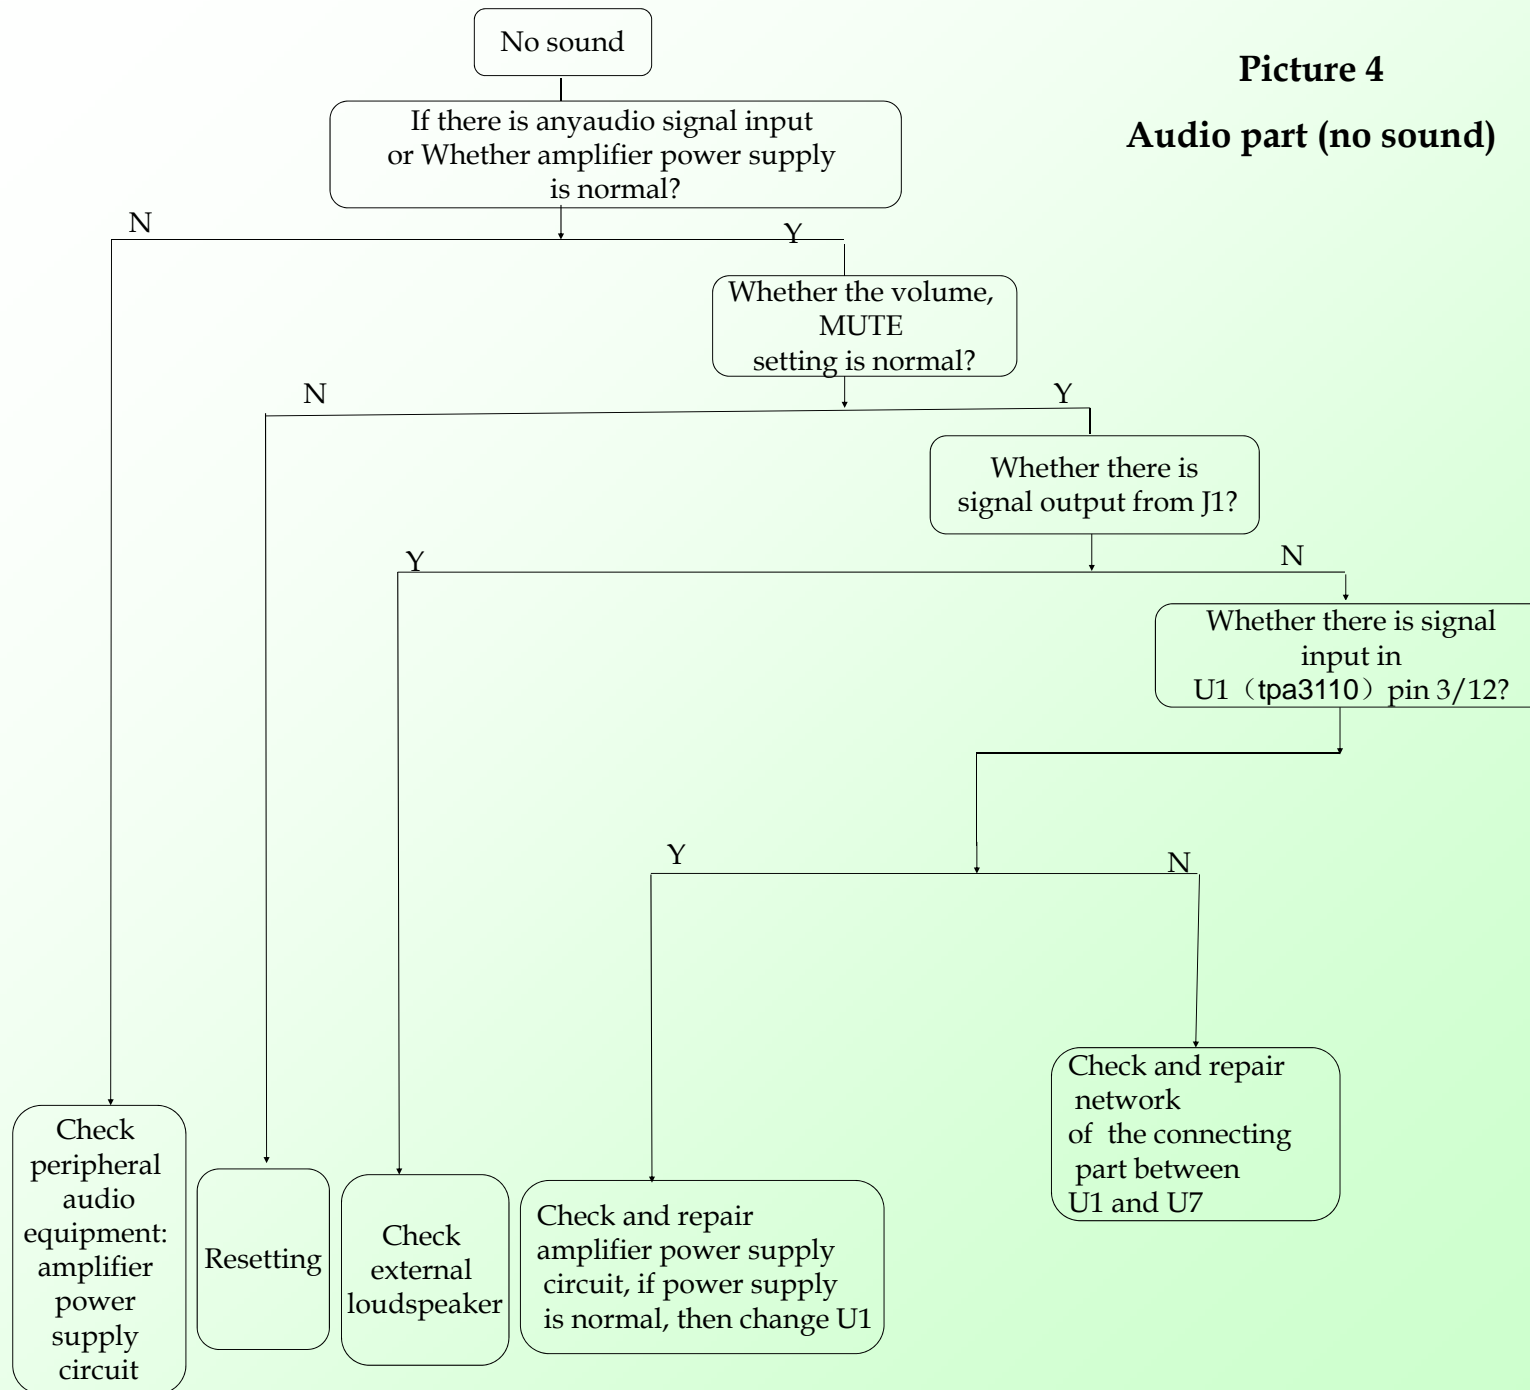 No sound
Picture 4
Audio part (no sound)
If there is anyaudio signal input
or Whether amplifier power supply
is normal?
N
Y
Whether the volume,
MUTE
setting is normal?
N
Y
Whether there is
signal output from J1?
Y
N
Whether there is signal
input in
U1（tpa3110）pin 3/12?
Y
N
Check and repair
network
of the connecting
part between
U1 and U7
Check
peripheral
audio
equipment:
amplifier
power
supply
circuit
Resetting
Check
external
loudspeaker
Check and repair
amplifier power supply
circuit, if power supply
is normal, then change U1